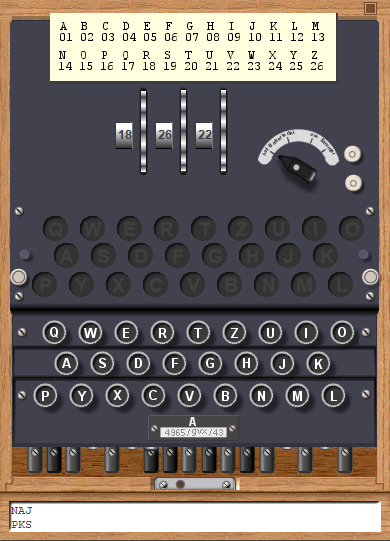 A B C D E F G H I J K L M
01 02 03 04 05 06 07 08 09 10 11 12 13
N O P Q R S T U V W X Y Z
14 15 16 17 18 19 20 21 22 23 24 25 26
18 26 22
Q W E R T Z U I O
A S D F G H J K
P Y X C V B N M L
Q W E R T Z U I O
A S D F G H J K
P Y X C V B N M L
A
NAJ
PKS